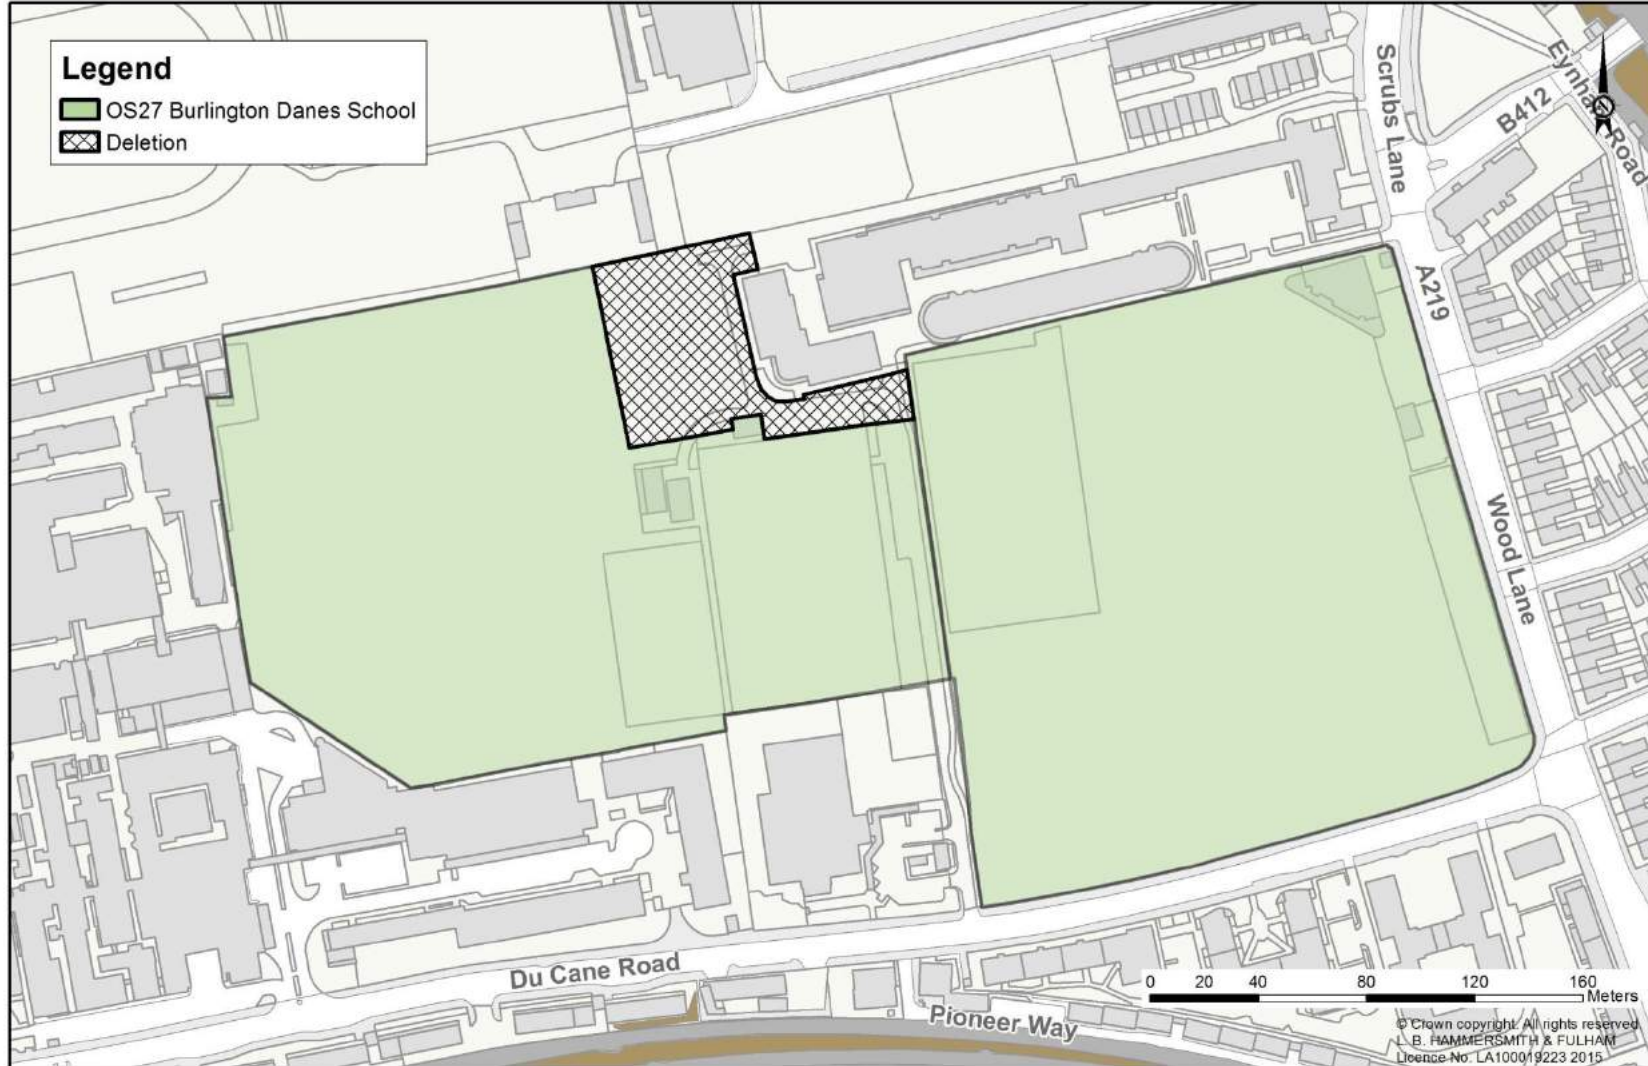 Legend
OS27 Burlington Danes School
Deletion
Scrubs Lane
Eynham Road
B412
A219
Wood Lane
Du Cane Road
Pioneer Way
0 20 40 80 120 160
Meters
© Crown copyright. All rights reserved
L. B. HAMMERSMITH & FULHAM
Licence No. LA100019223 2015